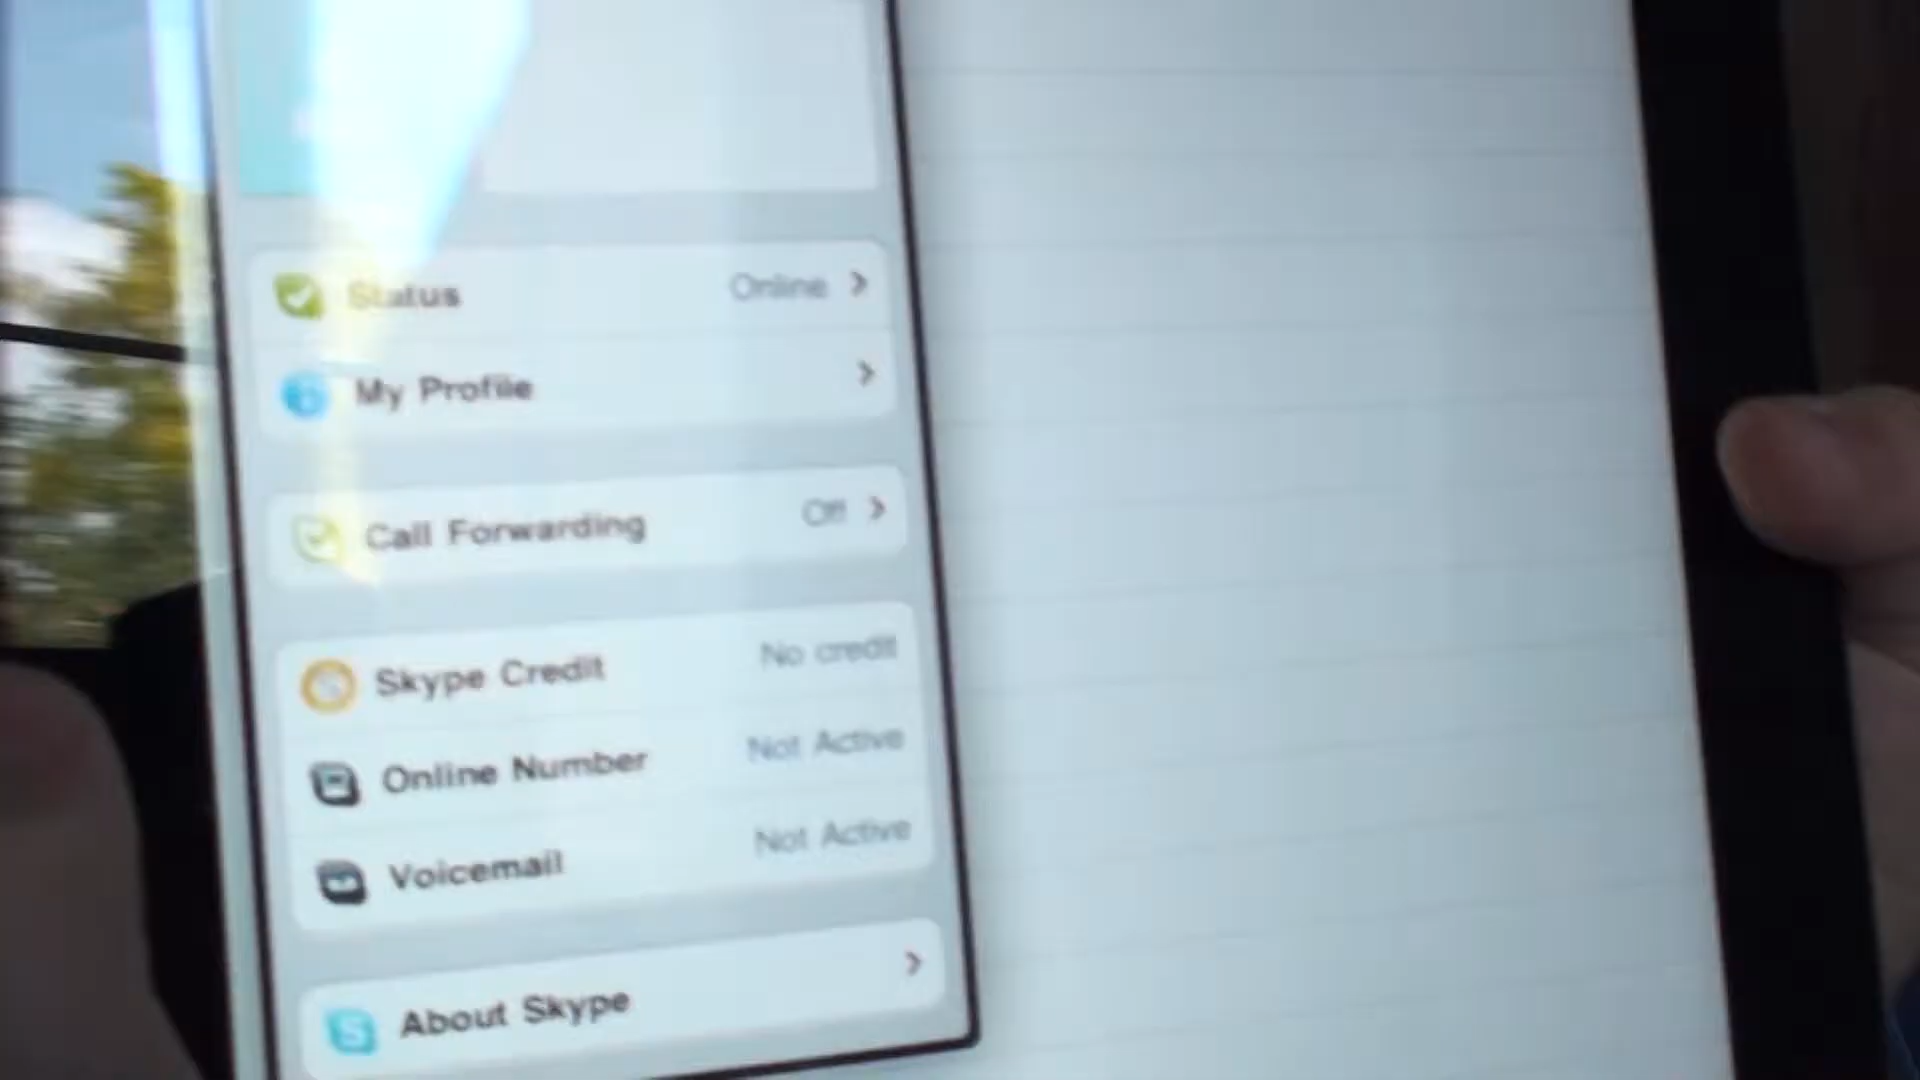 Status Online
My Profile
Call Forwarding Off
Skype Credit No credit
Online Number Not Active
Voicemail Not Active
About Skype